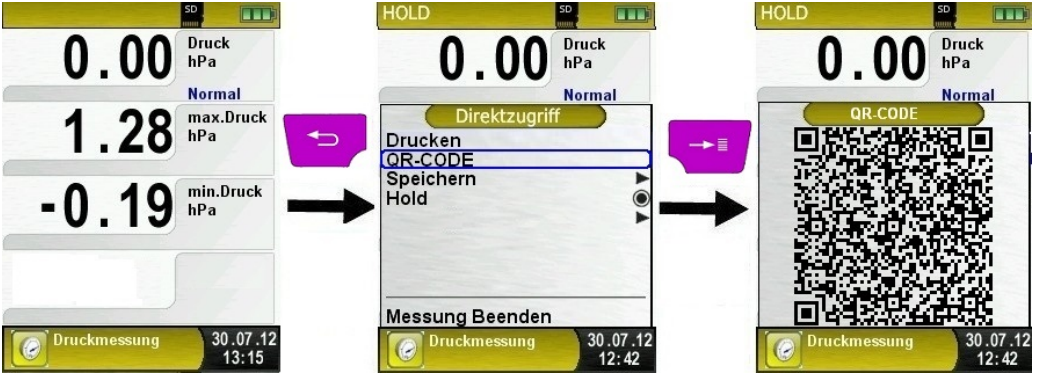 SD
0.00 Druck
hPa
Normal
1.28 max.Druck
hPa
-0.19 min.Druck
hPa
Druckmessung 30.07.12
13:15
HOLD SD
0.00 Druck
hPa
Normal
Direktzugriff
Drucken
QR-CODE
Speichern
Hold
Messung Beenden
Druckmessung 30.07.12
12:42
HOLD SD
0.00 Druck
hPa
Normal
QR-CODE
Druckmessung 30.07.12
12:42